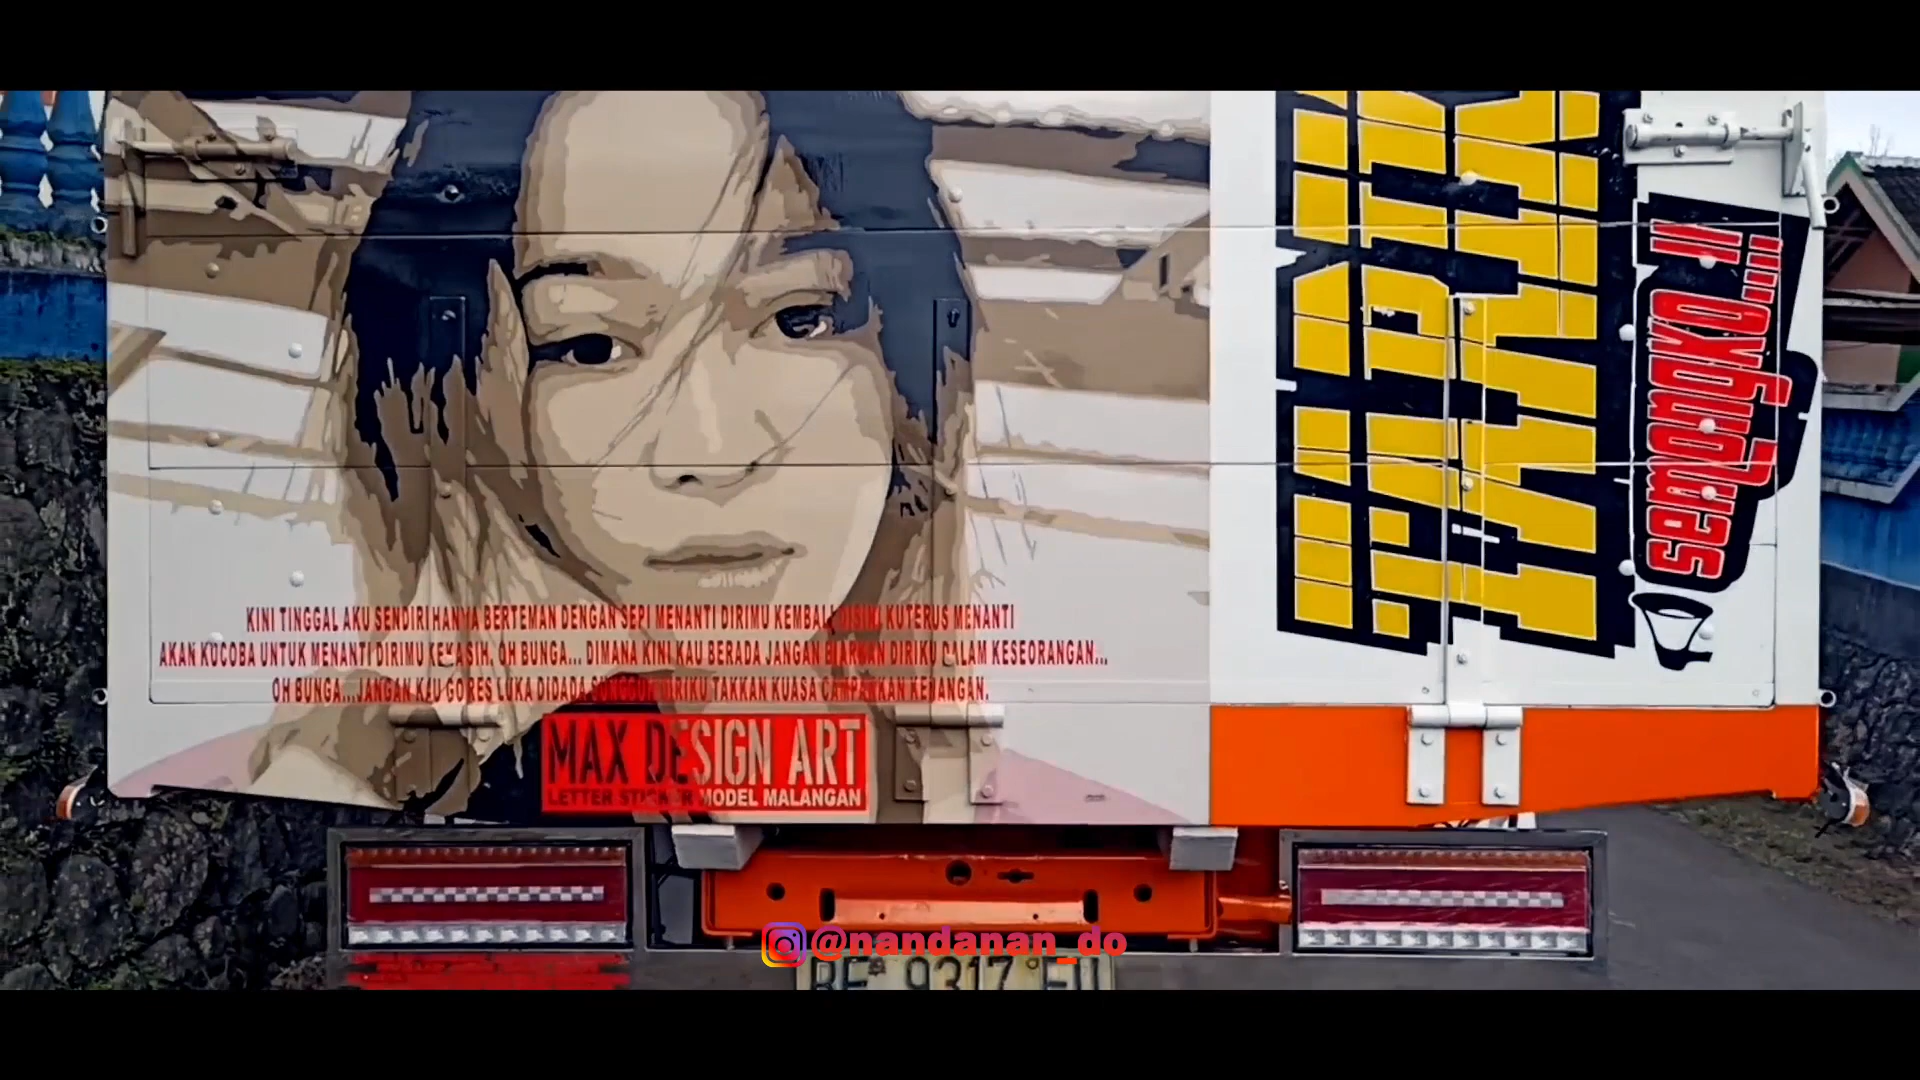 KINI TINGGAL AKU SENDIRI HANYA BERTEMAN DENGAN SEPI MENANTI DIRIMU KEMBALI DISINI KUTERUS MENANTI
AKAN KUCOBA UNTUK MENANTI DIRIMU KEKASIH. OH BUNGA... DIMANA KINI KAU BERADA JANGAN BIARKAN DIRIKU DALAM KESEORANGAN...
OH BUNGA...JANGAN KAU GORES LUKA DIDADA SUNGGUH DIRIKU TAKKAN KUASA CAMPAKKAN KENANGAN.
MAX DESIGN ART
LETTER STICKER MODEL MALANGAN
Ir semongko...!!
@nandanan_do